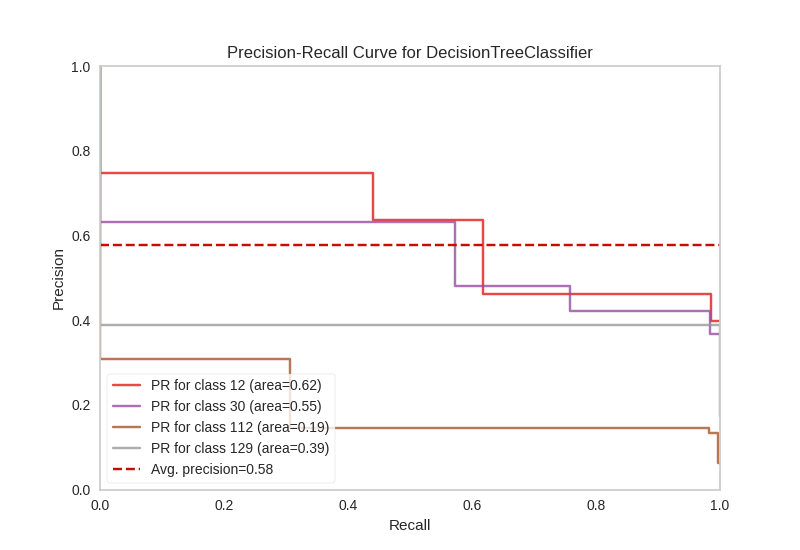 Precision-Recall Curve for DecisionTreeClassifier
1.0
0.8
0.6
0.4
0.2
0.0
Precision
PR for class 12 (area=0.62)
PR for class 30 (area=0.55)
PR for class 112 (area=0.19)
PR for class 129 (area=0.39)
Avg. precision=0.58
0.0 0.2 0.4 0.6 0.8 1.0
Recall